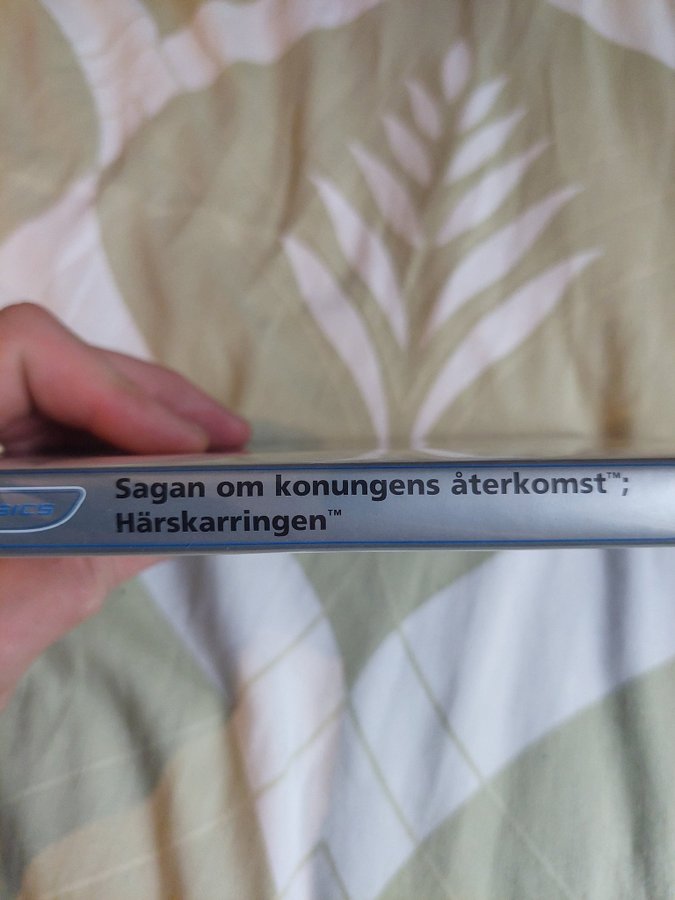 Sagan om konungens återkomst™;
Härskarringen™